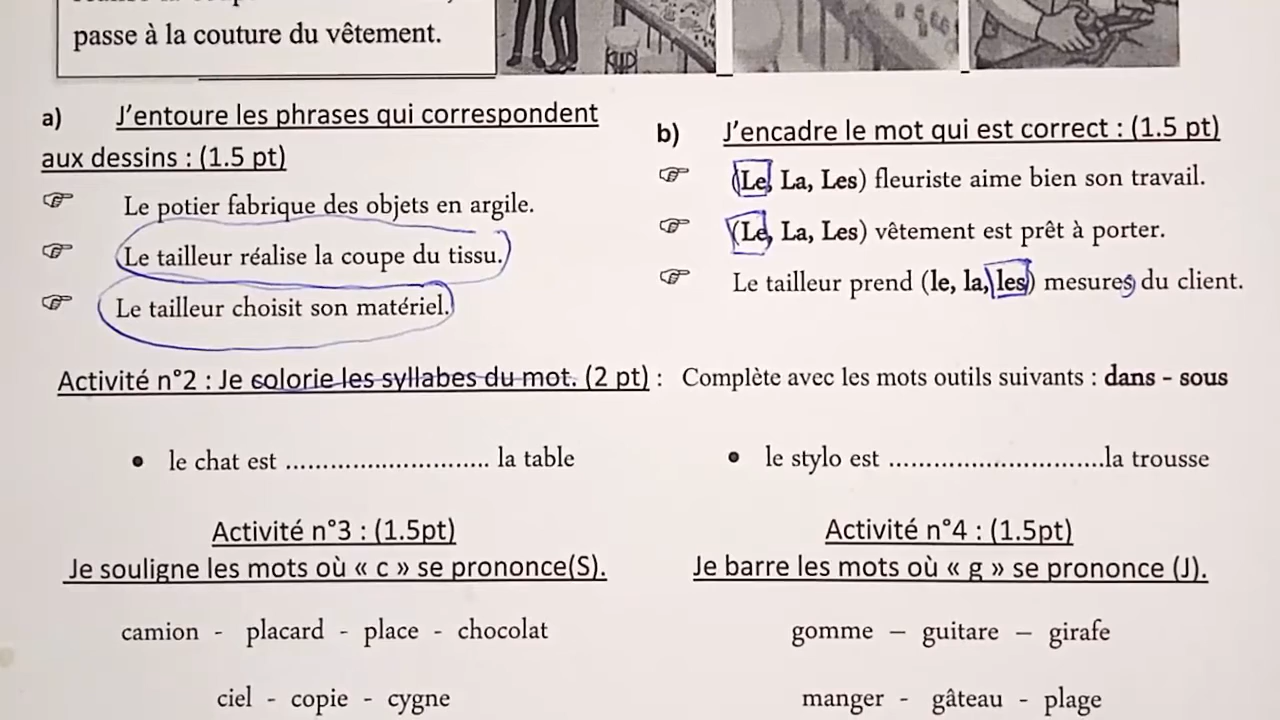 passe à la couture du vêtement.
a) J'entoure les phrases qui correspondent
aux dessins : (1.5 pt)
Le potier fabrique des objets en argile.
Le tailleur réalise la coupe du tissu.
Le tailleur choisit son matériel.
b) J'encadre le mot qui est correct : (1.5 pt)
(Le, La, Les) fleuriste aime bien son travail.
(Le, La, Les) vêtement est prêt à porter.
Le tailleur prend (le, la, les) mesures du client.
Activité n°2 : Je colorie les syllabes du mot. (2 pt) : Complète avec les mots outils suivants : dans - sous
• le chat est ............................ la table
• le stylo est .............................la trousse
Activité n°3 : (1.5pt)
Je souligne les mots où « c » se prononce(S).
camion - placard - place - chocolat
ciel - copie - cygne
Activité n°4 : (1.5pt)
Je barre les mots où « g » se prononce (J).
gomme – guitare – girafe
manger - gâteau - plage